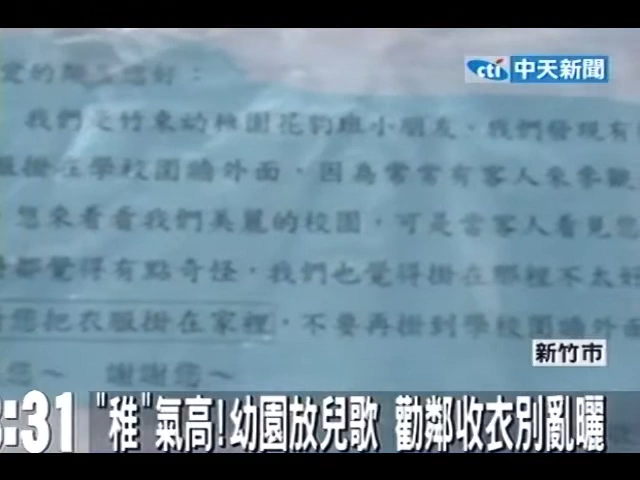 cti 中天新聞
愛的鄰居您好：
我們是竹東幼稚園花豹班小朋友，我們發現有
服掛在學校圍牆外面，因為常常有客人來參觀
您來看看我們美麗的校園，可是當客人看見您
都覺得有點奇怪，我們也覺得掛在那裡不太好
您把衣服掛在家裡，不要再掛到學校圍牆外面
您～ 謝謝您～
新竹市
:31 "稚"氣高!幼園放兒歌 勸鄰收衣別亂曬